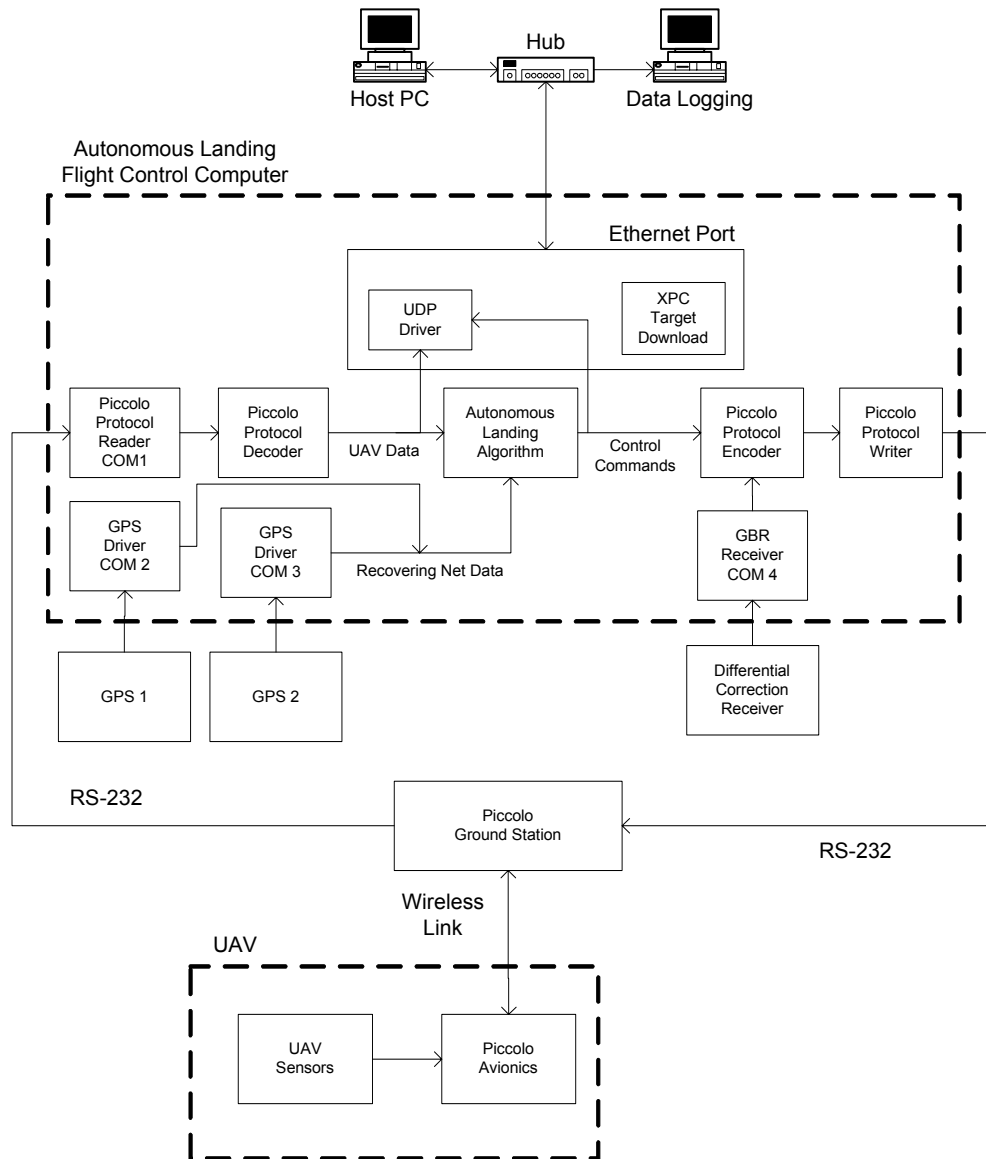 Hub
Host PC
Data Logging
Autonomous Landing
Flight Control Computer
Ethernet Port
UDP
Driver
XPC
Target
Download
Piccolo
Protocol
Reader
COM1
Piccolo
Protocol
Decoder
UAV Data
Autonomous
Landing
Algorithm
Control
Commands
Piccolo
Protocol
Encoder
Piccolo
Protocol
Writer
GPS
Driver
COM 2
GPS
Driver
COM 3
Recovering Net Data
GBR
Receiver
COM 4
GPS 1
GPS 2
Differential
Correction
Receiver
RS-232
Piccolo
Ground Station
RS-232
Wireless
Link
UAV
UAV
Sensors
Piccolo
Avionics